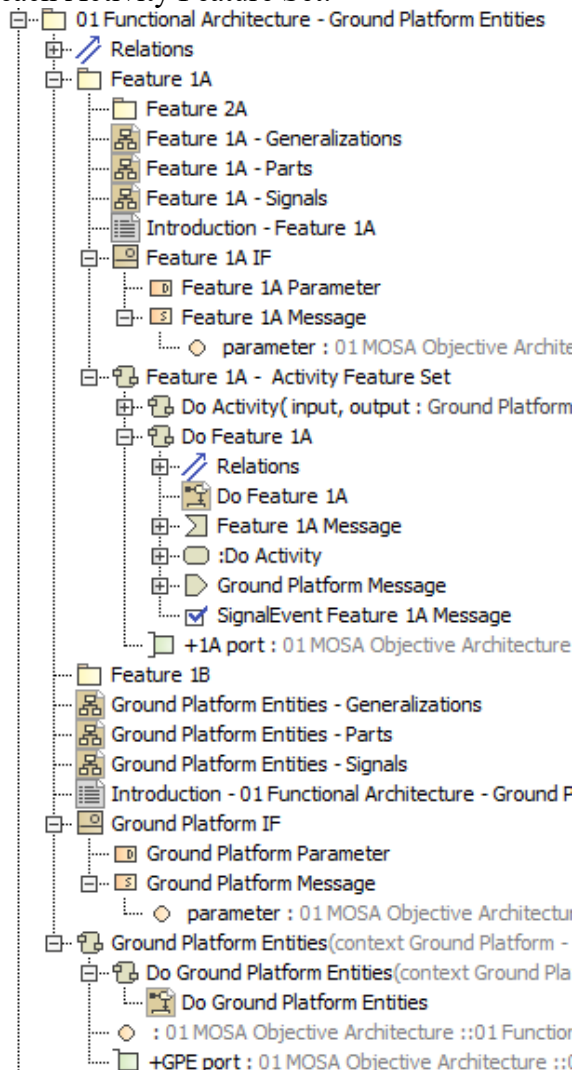 Activity Feature Set.
01 Functional Architecture - Ground Platform Entities
Relations
Feature 1A
Feature 2A
Feature 1A - Generalizations
Feature 1A - Parts
Feature 1A - Signals
Introduction - Feature 1A
Feature 1A IF
D Feature 1A Parameter
S Feature 1A Message
parameter : 01 MOSA Objective Archite
Feature 1A - Activity Feature Set
Do Activity( input, output : Ground Platform
Do Feature 1A
Relations
Do Feature 1A
Feature 1A Message
:Do Activity
Ground Platform Message
SignalEvent Feature 1A Message
+1A port : 01 MOSA Objective Architecture
Feature 1B
Ground Platform Entities - Generalizations
Ground Platform Entities - Parts
Ground Platform Entities - Signals
Introduction - 01 Functional Architecture - Ground P
Ground Platform IF
D Ground Platform Parameter
S Ground Platform Message
parameter : 01 MOSA Objective Architectu
Ground Platform Entities(context Ground Platform -
Do Ground Platform Entities(context Ground Pla
Do Ground Platform Entities
: 01 MOSA Objective Architecture ::01 Function
+GPE port : 01 MOSA Objective Architecture ::